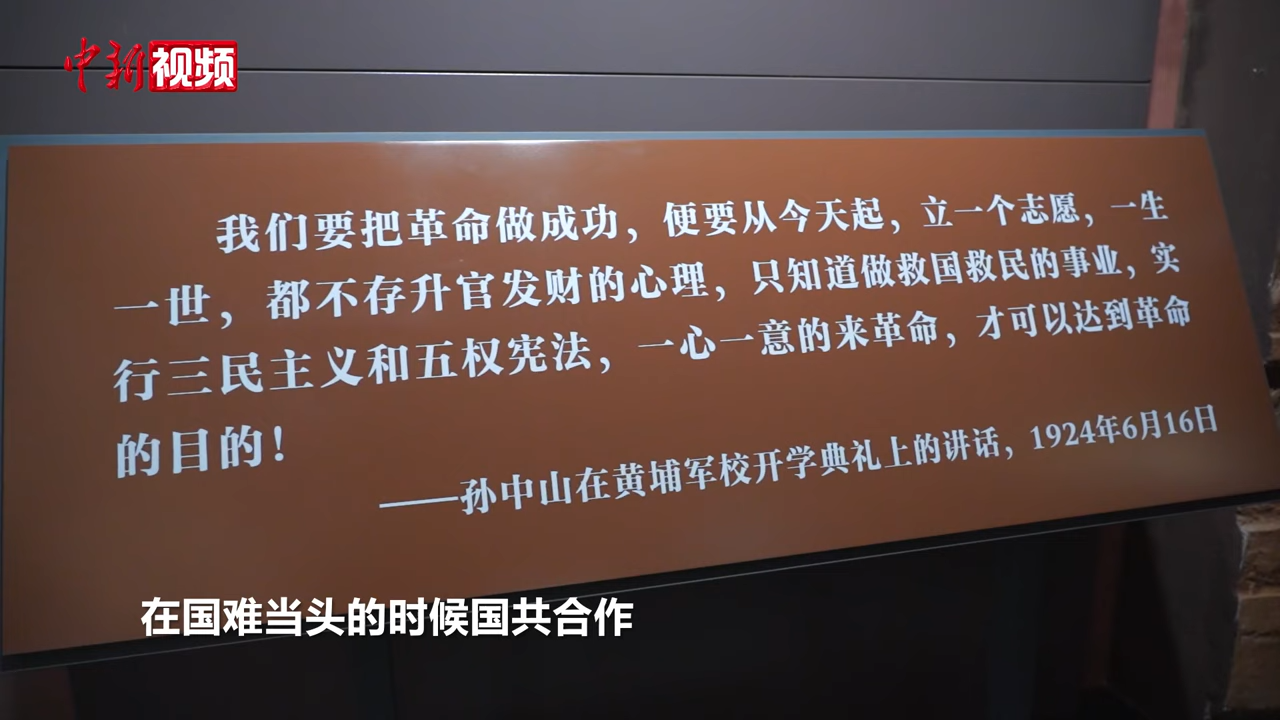 中新视频
我们要把革命做成功，便要从今天起，立一个志愿，一生
一世，都不存升官发财的心理，只知道做救国救民的事业，实
行三民主义和五权宪法，一心一意的来革命，才可以达到革命
的目的！
——孙中山在黄埔军校开学典礼上的讲话，1924年6月16日
在国难当头的时候国共合作